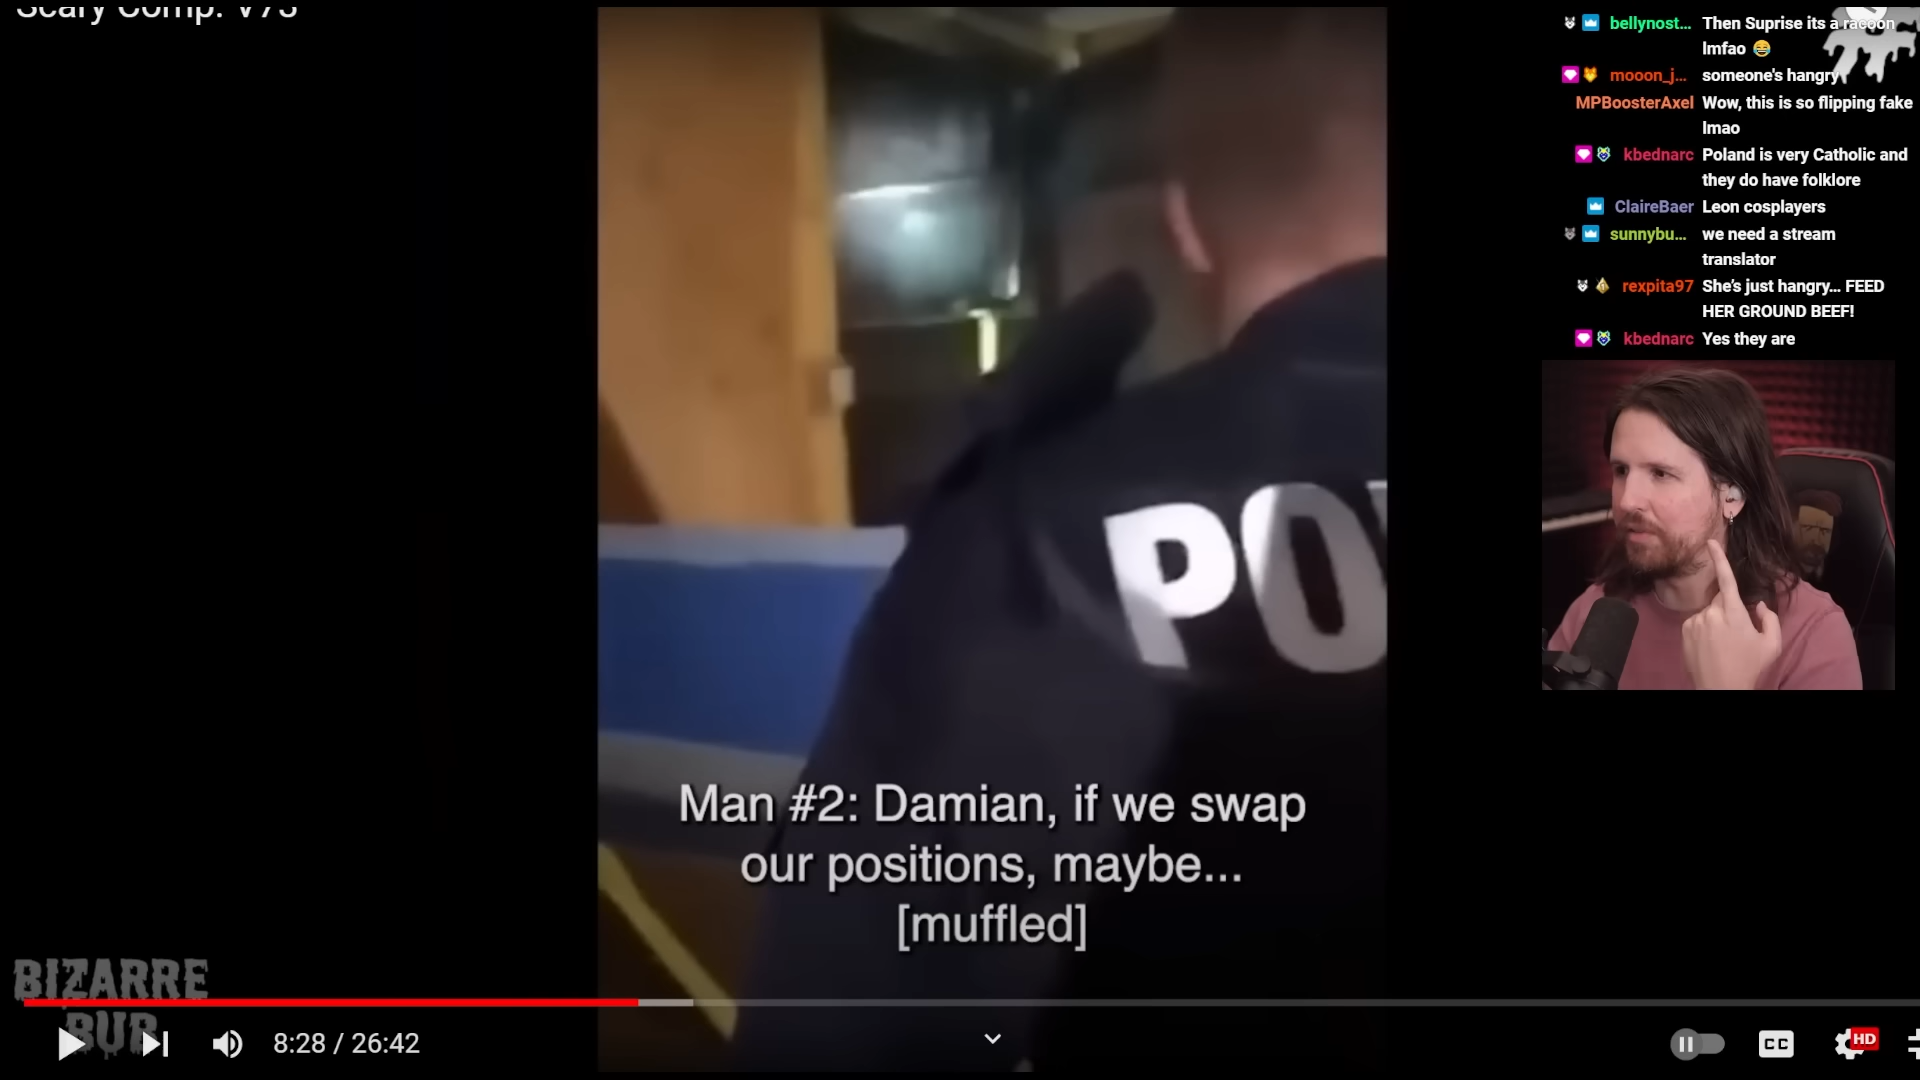 Scary Comp. V73
bellynost... Then Suprise its a racoon
lmfao 😂
mooon_j... someone's hangry
MPBoosterAxel Wow, this is so flipping fake
lmao
kbednarc Poland is very Catholic and
they do have folklore
ClaireBaer Leon cosplayers
sunnybu... we need a stream
translator
rexpita97 She's just hangry... FEED
HER GROUND BEEF!
kbednarc Yes they are
PO
Man #2: Damian, if we swap
our positions, maybe...
[muffled]
BIZARRE
BUB
8:28 / 26:42
CC
HD